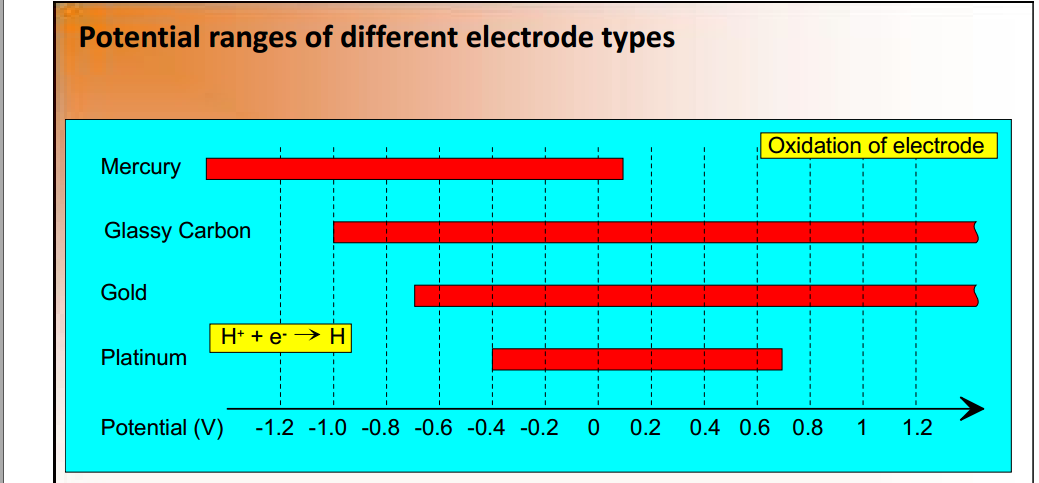 Potential ranges of different electrode types
Oxidation of electrode
Mercury
Glassy Carbon
Gold
H⁺ + e⁻ → H
Platinum
Potential (V) -1.2 -1.0 -0.8 -0.6 -0.4 -0.2 0 0.2 0.4 0.6 0.8 1 1.2